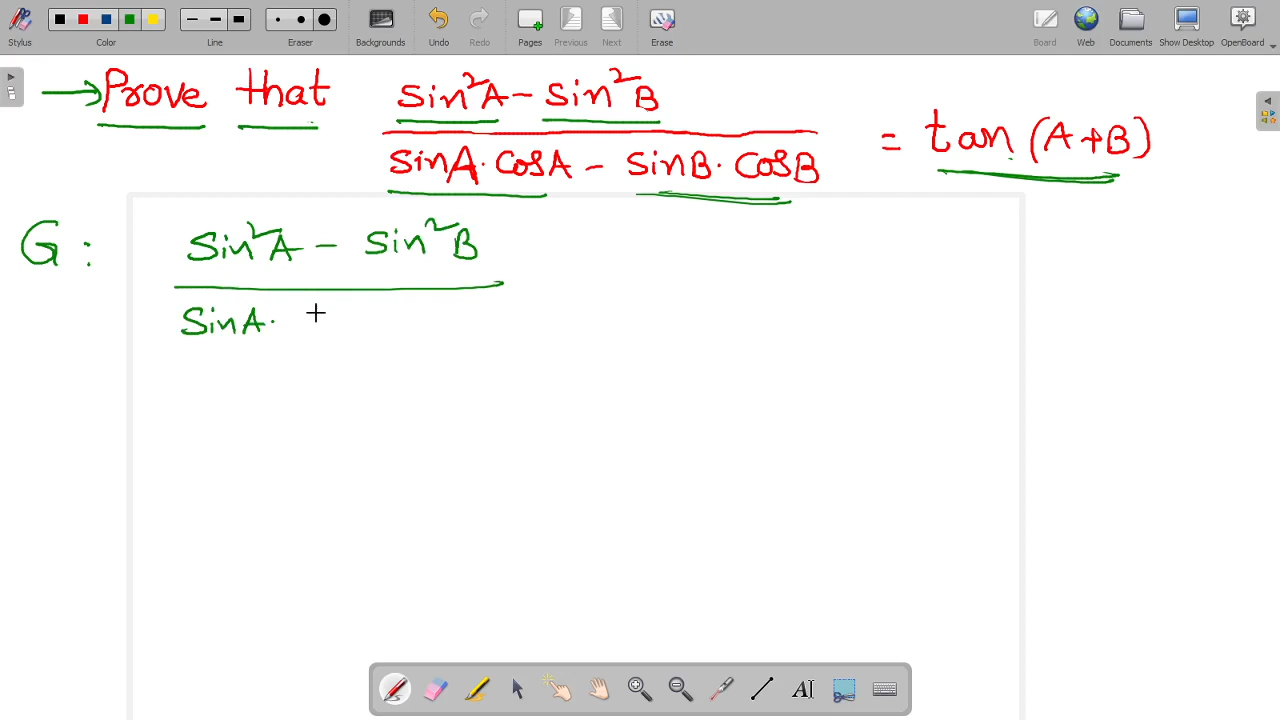 Stylus Color Line Eraser Backgrounds Undo Redo Pages Previous Next Erase Board Web Documents Show Desktop OpenBoard
→ Prove that sin²A - sin²B / sinA · cosA - sinB · cosB = tan (A+B)
G : sin²A - sin²B
sinA ·